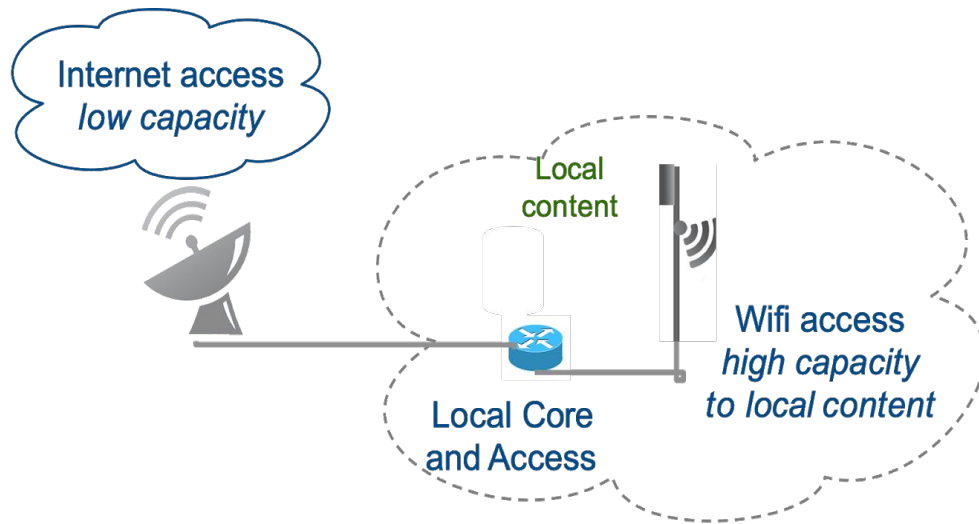 Internet access
low capacity
Local
content
Wifi access
high capacity
to local content
Local Core
and Access